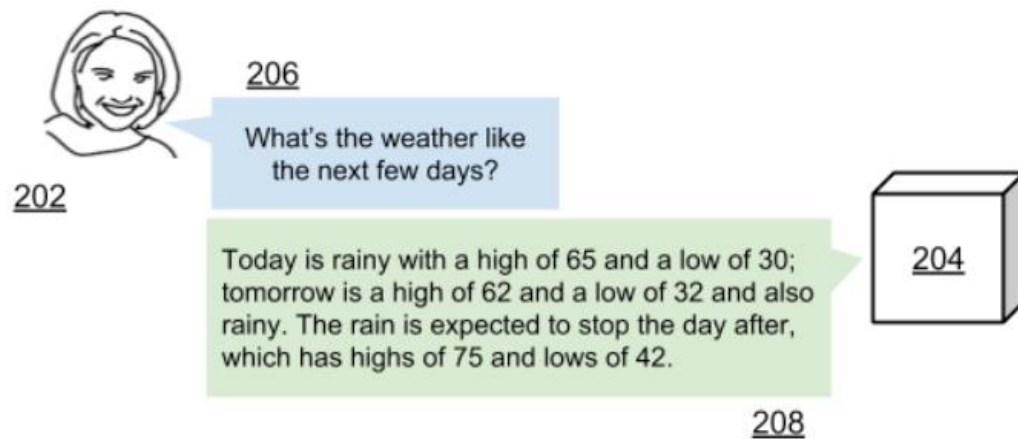 206
What's the weather like
the next few days?
202
Today is rainy with a high of 65 and a low of 30;
tomorrow is a high of 62 and a low of 32 and also
rainy. The rain is expected to stop the day after,
which has highs of 75 and lows of 42.
204
208